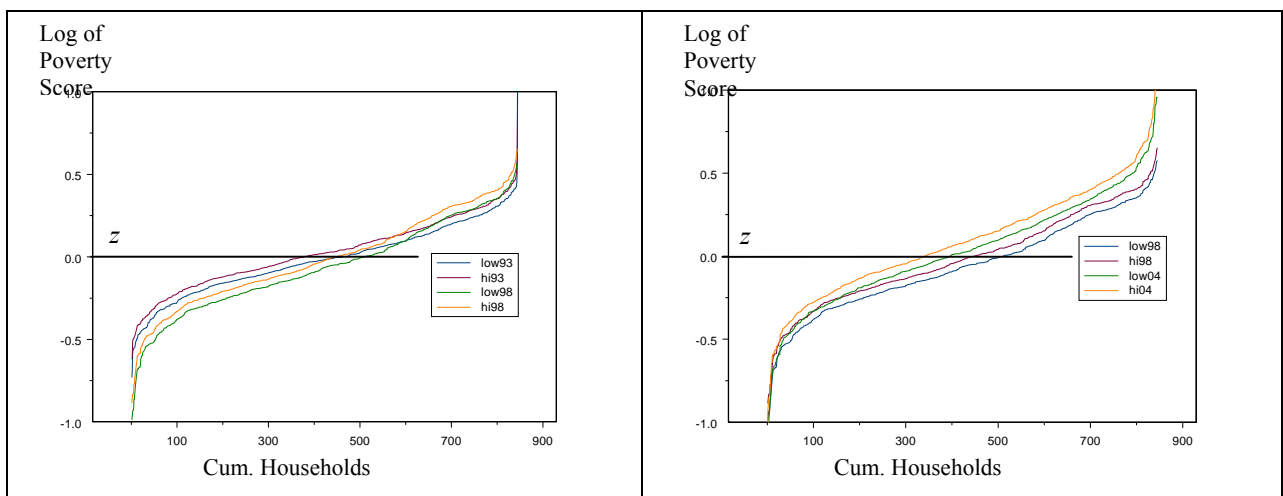 Log of
Poverty
Score
1.0
0.5
z
0.0
low93
hi93
low98
hi98
-0.5
-1.0
100 300 500 700 900
Cum. Households
Log of
Poverty
Score
1.0
0.5
z
0.0
low98
hi98
low04
hi04
-0.5
-1.0
100 300 500 700 900
Cum. Households